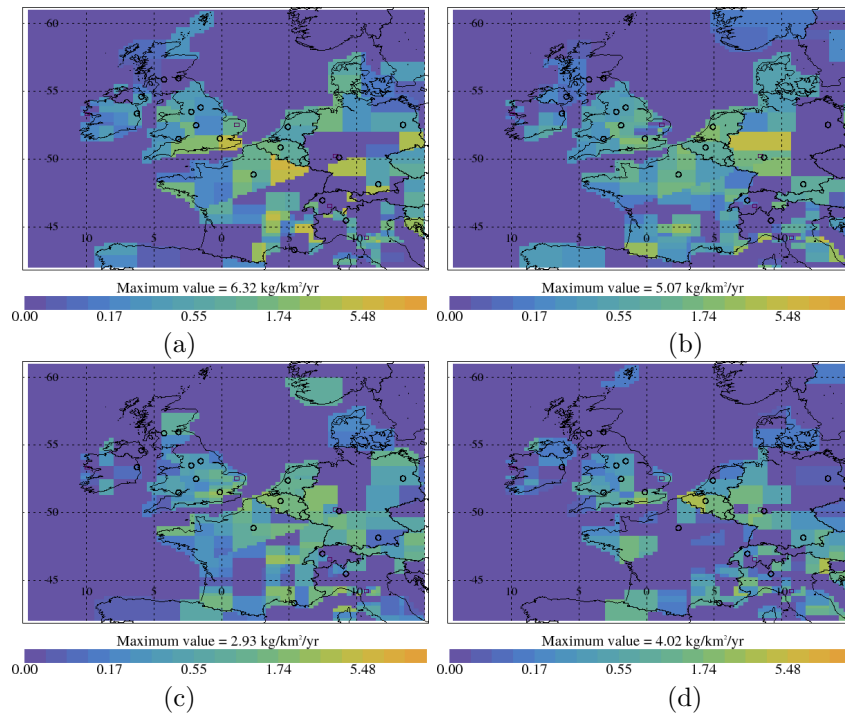 60
60
55
55
50
50
45
45
10 5 0 5 10
10 5 0 5 10
Maximum value = 6.32 kg/km²/yr
Maximum value = 5.07 kg/km²/yr
0.00 0.17 0.55 1.74 5.48
0.00 0.17 0.55 1.74 5.48
(a)
(b)
60
60
55
55
50
50
45
45
10 5 0 5 10
10 5 0 5 10
Maximum value = 2.93 kg/km²/yr
Maximum value = 4.02 kg/km²/yr
0.00 0.17 0.55 1.74 5.48
0.00 0.17 0.55 1.74 5.48
(c)
(d)